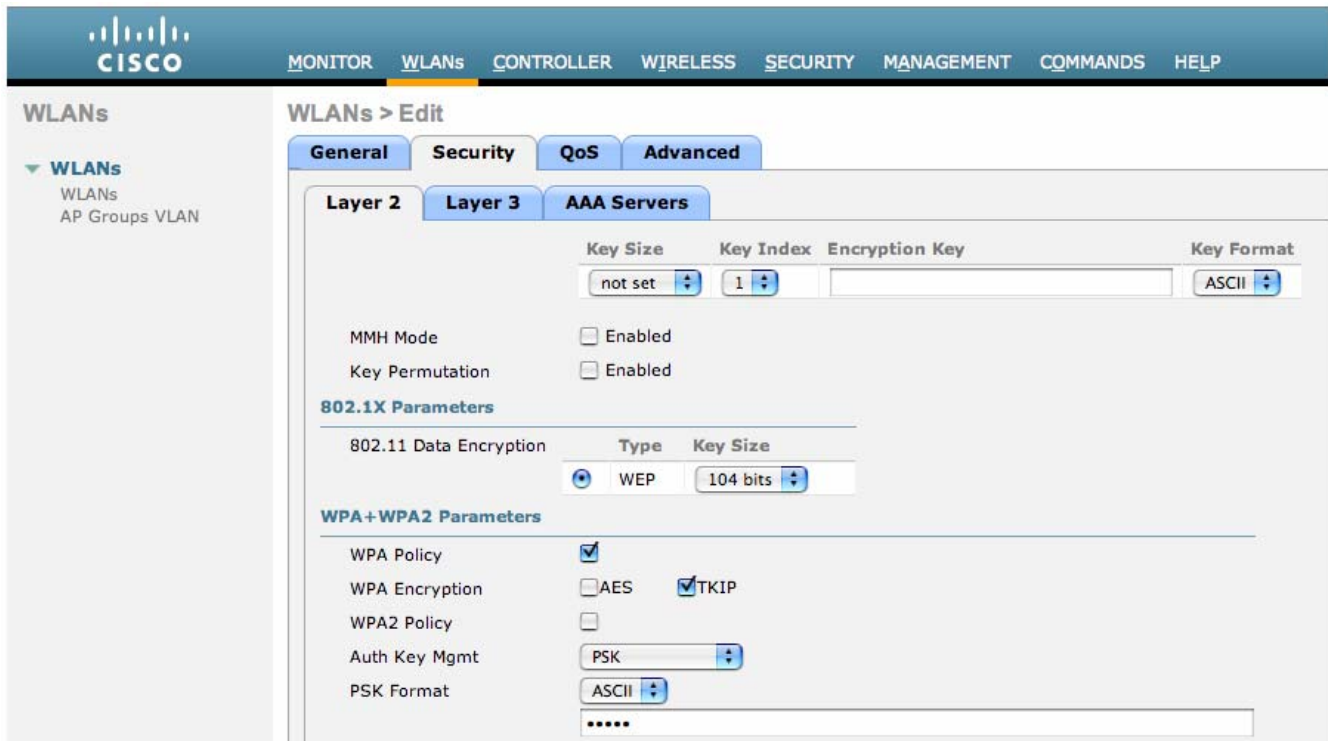 CISCO
MONITOR WLANs CONTROLLER WIRELESS SECURITY MANAGEMENT COMMANDS HELP
WLANs
WLANs
WLANs
AP Groups VLAN
WLANs > Edit
General Security QoS Advanced
Layer 2 Layer 3 AAA Servers
Key Size Key Index Encryption Key Key Format
not set 1 ASCII
MMH Mode Enabled
Key Permutation Enabled
802.1X Parameters
802.11 Data Encryption Type Key Size
WEP 104 bits
WPA+WPA2 Parameters
WPA Policy
WPA Encryption AES TKIP
WPA2 Policy
Auth Key Mgmt PSK
PSK Format ASCII
•••••